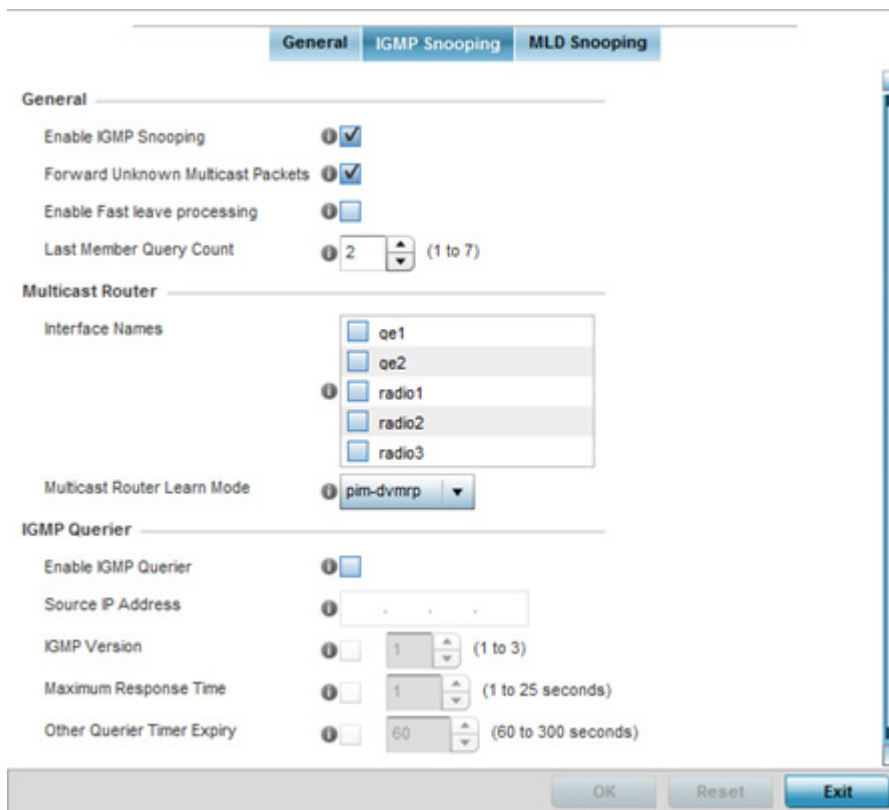 General IGMP Snooping MLD Snooping
General
Enable IGMP Snooping
Forward Unknown Multicast Packets
Enable Fast leave processing
Last Member Query Count 2 (1 to 7)
Multicast Router
Interface Names
ge1
ge2
radio1
radio2
radio3
Multicast Router Learn Mode pim-dvmrp
IGMP Querier
Enable IGMP Querier
Source IP Address . . .
IGMP Version 1 (1 to 3)
Maximum Response Time 1 (1 to 25 seconds)
Other Querier Timer Expiry 60 (60 to 300 seconds)
OK Reset Exit